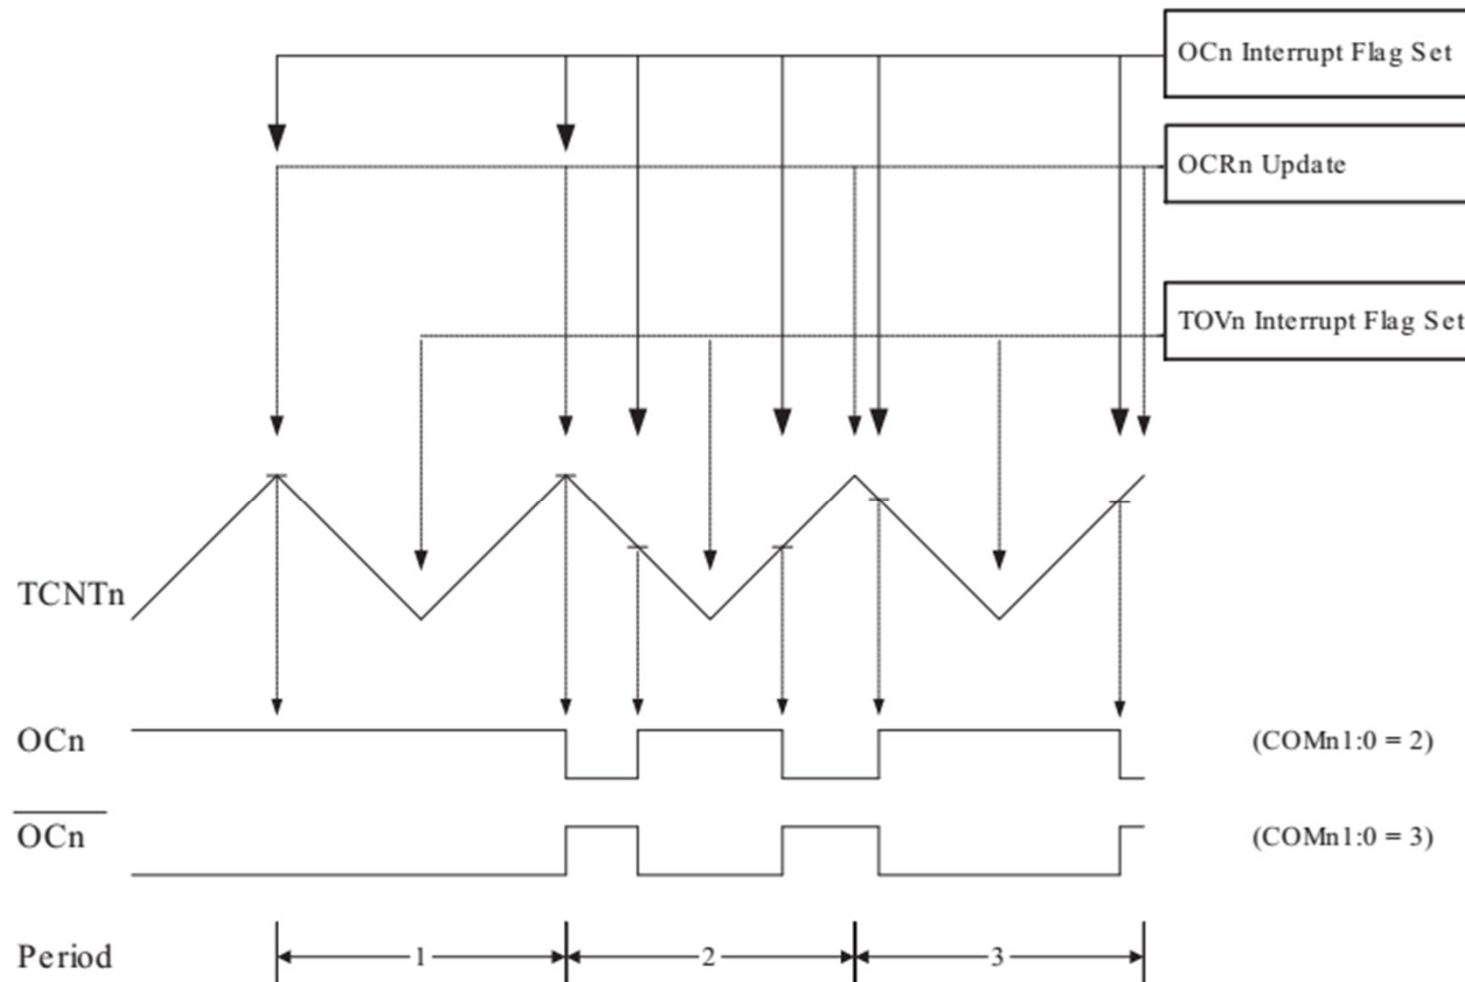 OCn Interrupt Flag Set
OCRn Update
TOVn Interrupt Flag Set
TCNTn
OCn
(COMn1:0 = 2)
OCn
(COMn1:0 = 3)
Period
1
2
3